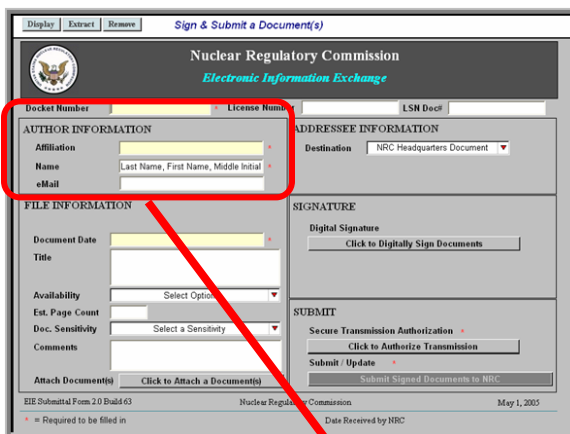 Display Extract Remove Sign & Submit a Document(s)
Nuclear Regulatory Commission
Electronic Information Exchange
Docket Number * License Number LSN Doc#
AUTHOR INFORMATION
Affiliation *
Name Last Name, First Name, Middle Initial *
eMail
ADDRESSEE INFORMATION
Destination NRC Headquarters Document
FILE INFORMATION
Document Date *
Title
Availability Select Option
Est. Page Count
Doc. Sensitivity Select a Sensitivity
Comments
Attach Document(s) Click to Attach a Document(s)
SIGNATURE
Digital Signature
Click to Digitally Sign Documents
SUBMIT
Secure Transmission Authorization *
Click to Authorize Transmission
Submit / Update *
Submit Signed Documents to NRC
EIE Submittal Form 2.0 Build 63 Nuclear Regulatory Commission May 1, 2005
* = Required to be filled in Date Received by NRC